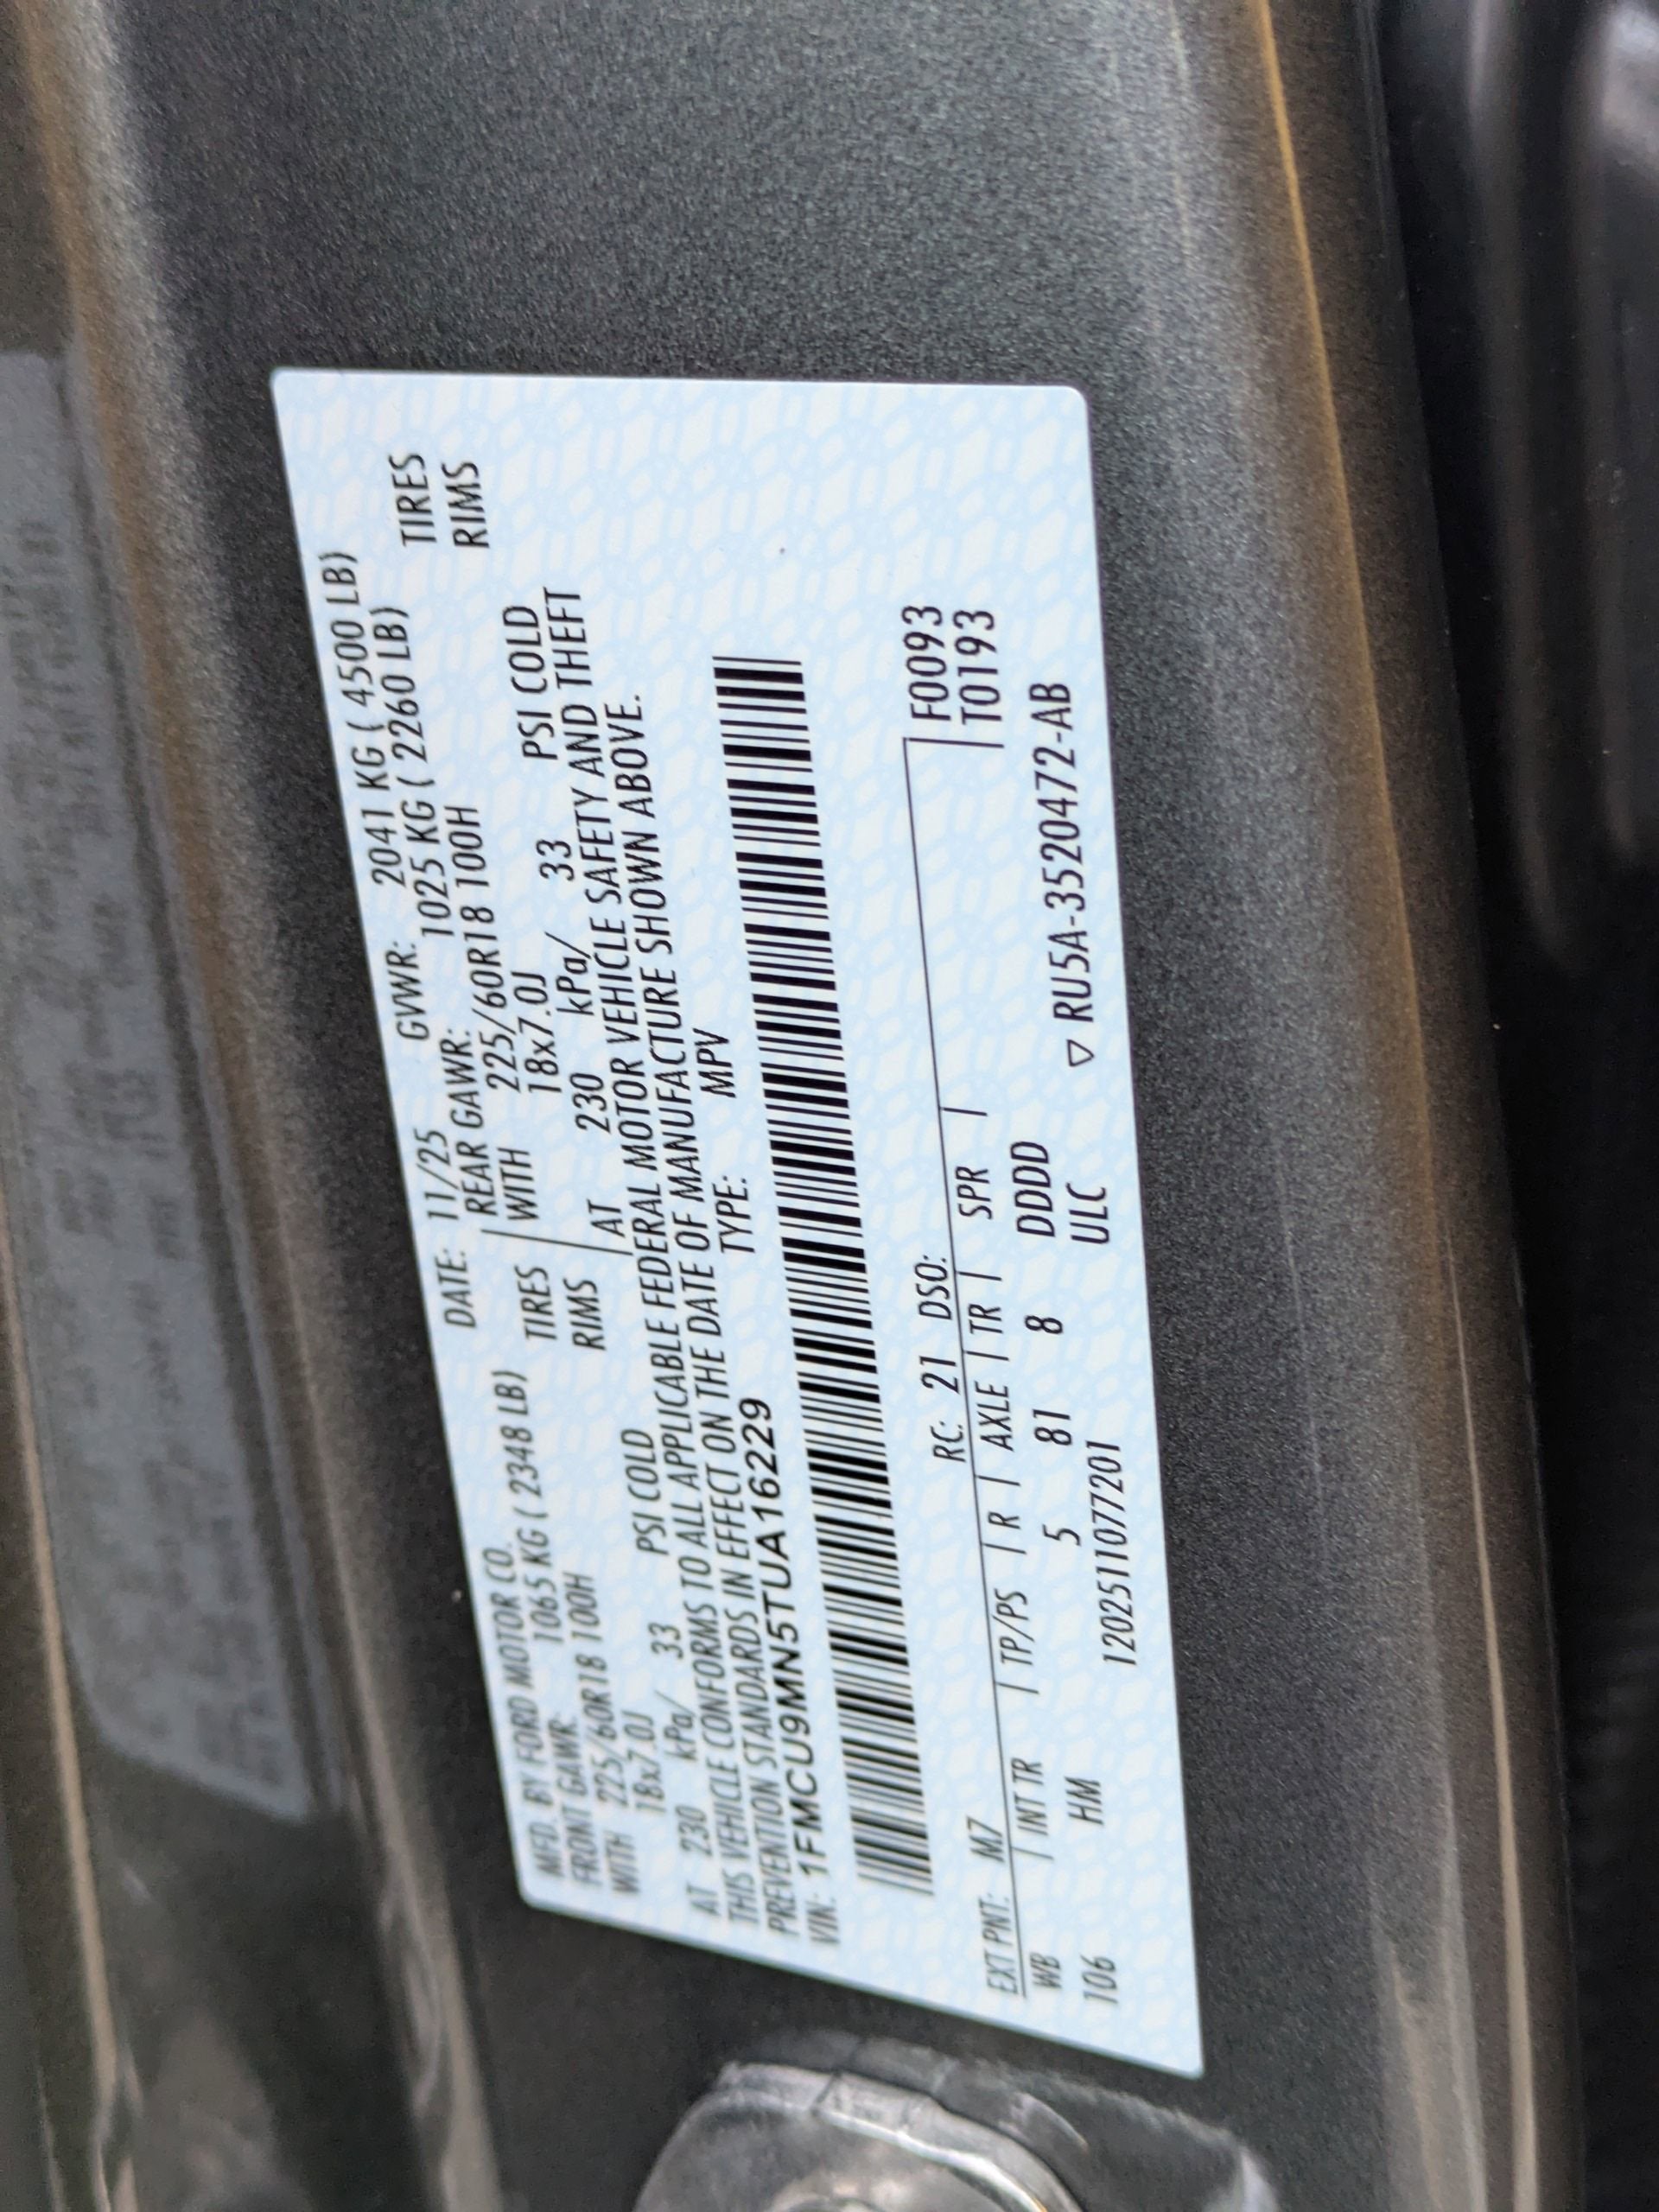 MFD. BY FORD MOTOR CO.
DATE: 11/25 GVWR: 2041 KG ( 4500 LB)
FRONT GAWR: 1065 KG ( 2348 LB) REAR GAWR: 1025 KG ( 2260 LB)
WITH 225/60R18 100H TIRES WITH 225/60R18 100H TIRES
18x7.0J RIMS 18x7.0J RIMS
AT 230 kPa/ 33 PSI COLD AT 230 kPa/ 33 PSI COLD
THIS VEHICLE CONFORMS TO ALL APPLICABLE FEDERAL MOTOR VEHICLE SAFETY AND THEFT
PREVENTION STANDARDS IN EFFECT ON THE DATE OF MANUFACTURE SHOWN ABOVE.
VIN: 1FMCU9MN5TUA16229 TYPE: MPV
EXT PNT: M7 RC: 21 DSO: F0093
WB | INT TR | TP/PS | R | AXLE | TR | SPR | T0193
106 HM 5 81 8 DDDD
1202511077201 ULC ▽ RU5A-3520472-AB